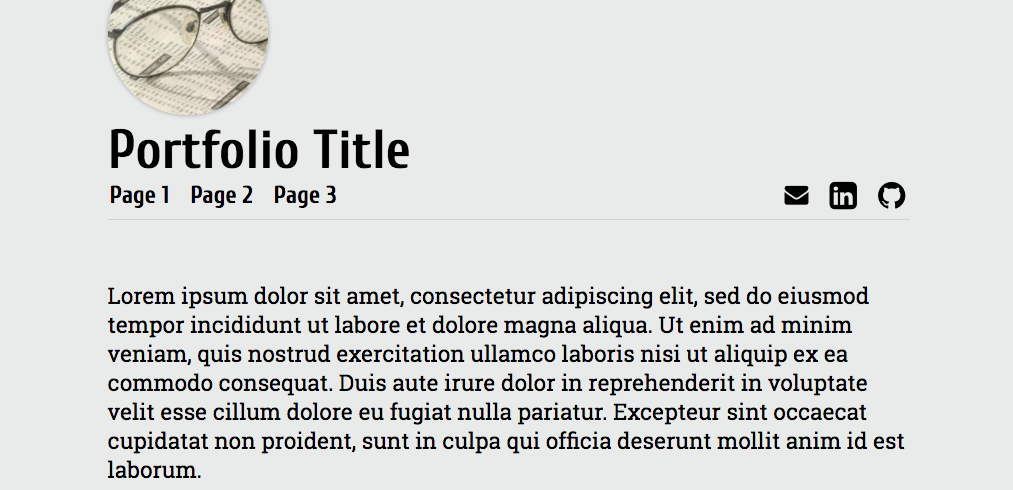 Portfolio Title
Page 1 Page 2 Page 3
in
Lorem ipsum dolor sit amet, consectetur adipiscing elit, sed do eiusmod
tempor incididunt ut labore et dolore magna aliqua. Ut enim ad minim
veniam, quis nostrud exercitation ullamco laboris nisi ut aliquip ex ea
commodo consequat. Duis aute irure dolor in reprehenderit in voluptate
velit esse cillum dolore eu fugiat nulla pariatur. Excepteur sint occaecat
cupidatat non proident, sunt in culpa qui officia deserunt mollit anim id est
laborum.